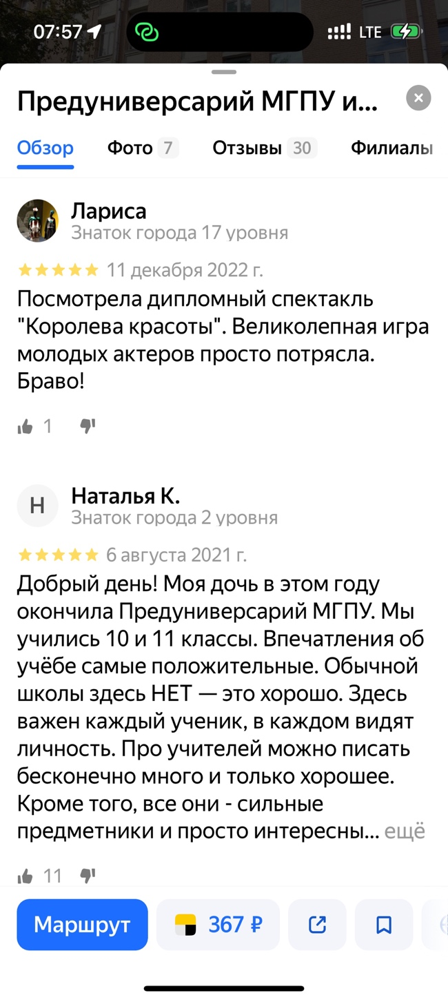 07:57
LTE
Предуниверсарий МГПУ и...
Обзор Фото 7 Отзывы 30 Филиалы
Лариса
Знаток города 17 уровня
11 декабря 2022 г.
Посмотрела дипломный спектакль
"Королева красоты". Великолепная игра
молодых актеров просто потрясла.
Браво!
1
Н
Наталья К.
Знаток города 2 уровня
6 августа 2021 г.
Добрый день! Моя дочь в этом году
окончила Предуниверсарий МГПУ. Мы
учились 10 и 11 классы. Впечатления об
учёбе самые положительные. Обычной
школы здесь НЕТ — это хорошо. Здесь
важен каждый ученик, в каждом видят
личность. Про учителей можно писать
бесконечно много и только хорошее.
Кроме того, все они - сильные
предметники и просто интересны... ещё
11
Маршрут 367 ₽